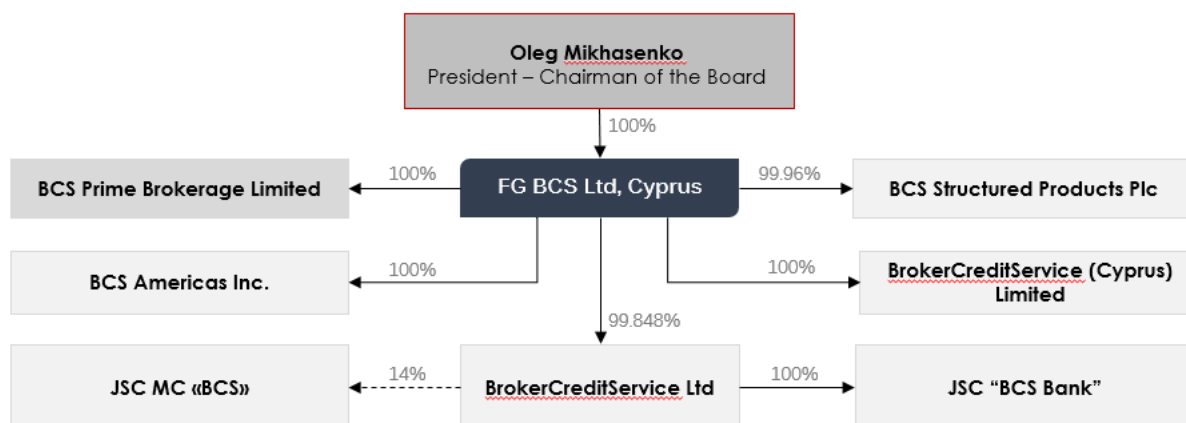 Oleg Mikhasenko
President – Chairman of the Board
100%
BCS Prime Brokerage Limited
100%
FG BCS Ltd, Cyprus
99.96%
BCS Structured Products Plc
BCS Americas Inc.
100%
100%
BrokerCreditService (Cyprus)
Limited
99.848%
JSC MC «BCS»
14%
BrokerCreditService Ltd
100%
JSC “BCS Bank”